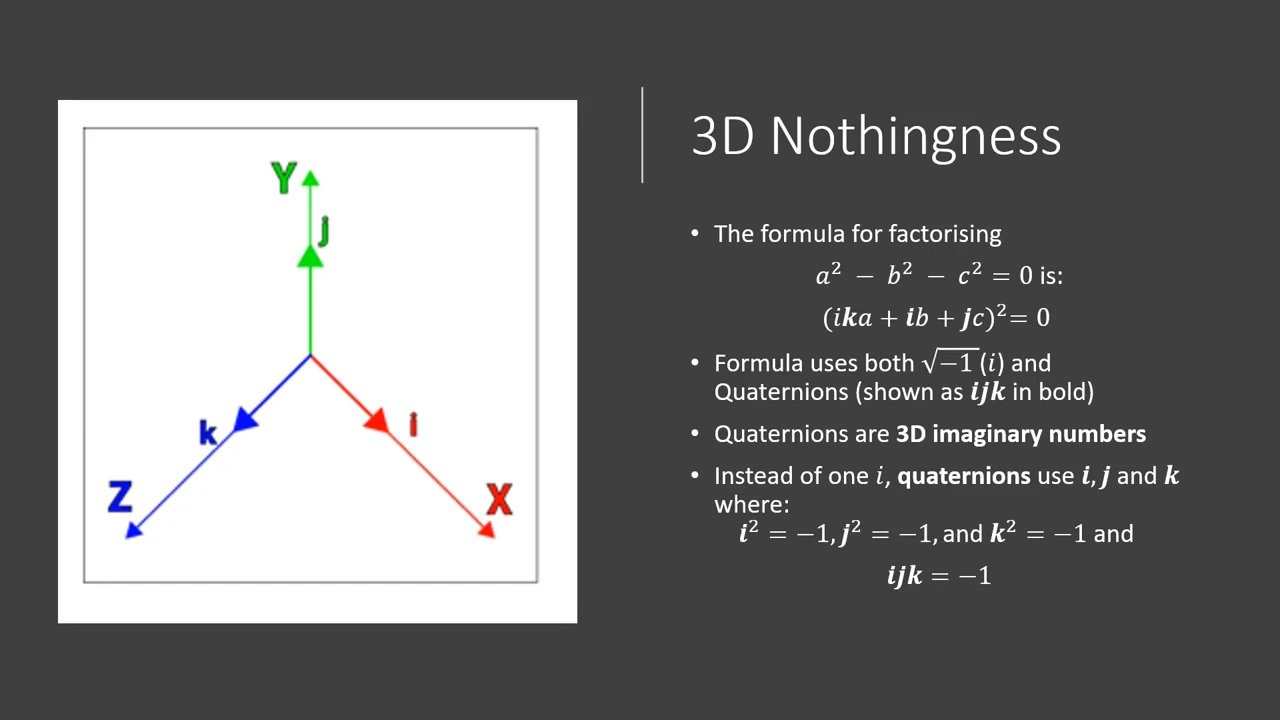 3D Nothingness
Y
j
k
i
Z
X
• The formula for factorising
a² − b² − c² = 0 is:
(i𝒌a + 𝒊b + 𝒋c)² = 0
• Formula uses both √−1 (i) and
Quaternions (shown as 𝒊𝒋𝒌 in bold)
• Quaternions are 3D imaginary numbers
• Instead of one i, quaternions use 𝒊, 𝒋 and 𝒌
where:
𝒊² = −1, 𝒋² = −1, and 𝒌² = −1 and
𝒊𝒋𝒌 = −1